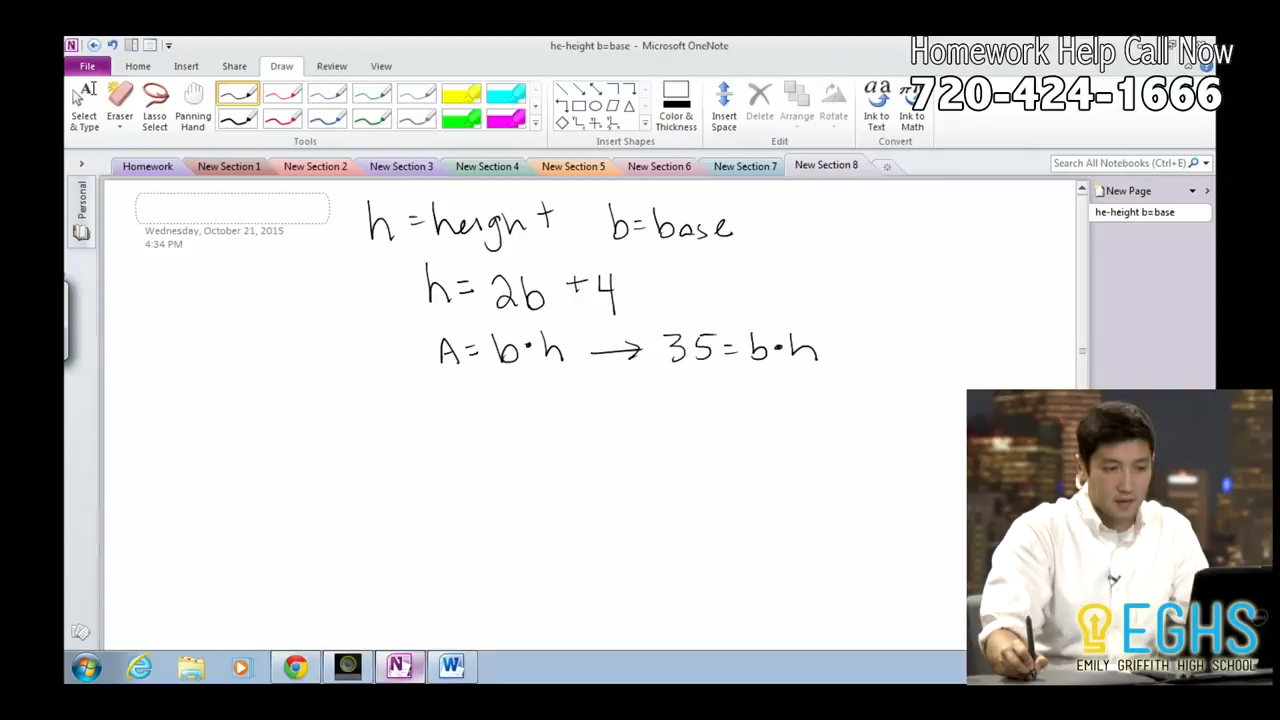 he-height b=base - Microsoft OneNote
Homework Help Call Now
720-424-1666
File Home Insert Share Draw Review View
Select & Type
Eraser
Lasso Select
Panning Hand
Color & Thickness
Insert Space
Delete
Arrange
Rotate
Ink to Text
Ink to Math
Tools Insert Shapes Edit Convert
Homework New Section 1 New Section 2 New Section 3 New Section 4 New Section 5 New Section 6 New Section 7 New Section 8
Search All Notebooks (Ctrl+E)
Personal
New Page
he-height b=base
Wednesday, October 21, 2015
4:34 PM
h = height b = base
h = 2b + 4
A = b·h → 35 = b·h
EGHS
EMILY GRIFFITH HIGH SCHOOL